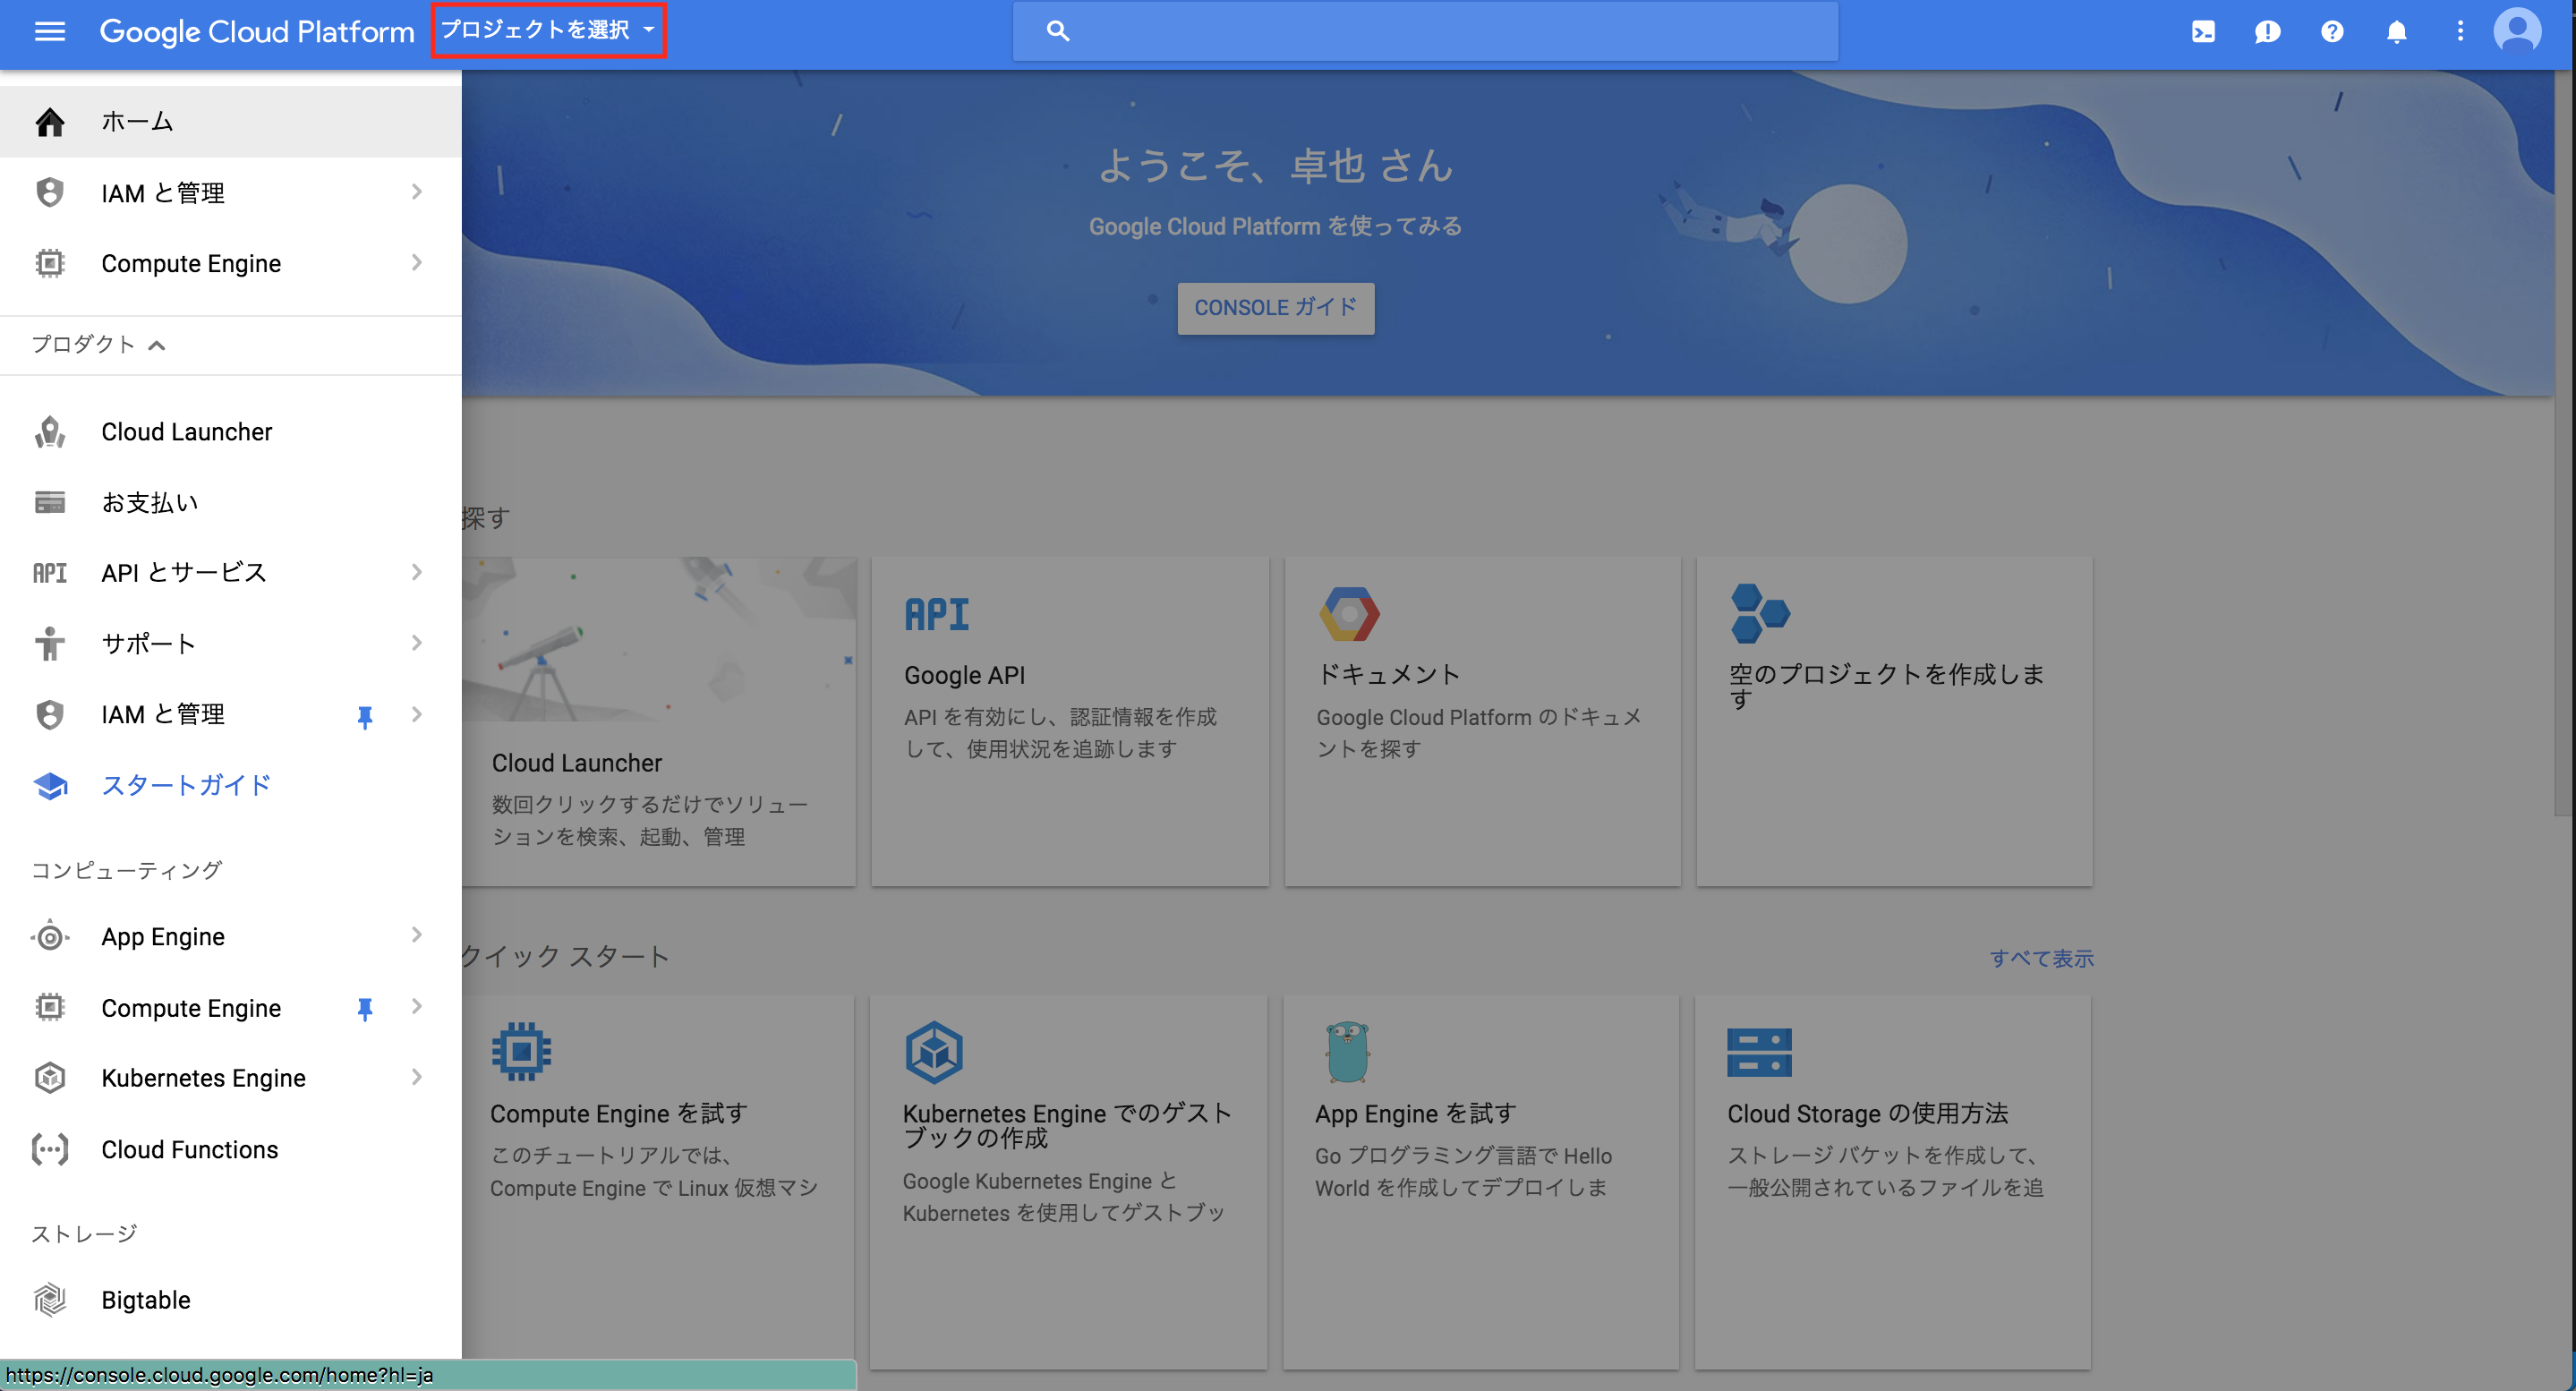 Google Cloud Platform プロジェクトを選択
ホーム
IAM と管理
Compute Engine
プロダクト
Cloud Launcher
お支払い
API API とサービス
サポート
IAM と管理
スタートガイド
コンピューティング
App Engine
Compute Engine
Kubernetes Engine
Cloud Functions
ストレージ
Bigtable
https://console.cloud.google.com/home?hl=ja
ようこそ、卓也 さん
Google Cloud Platform を使ってみる
CONSOLE ガイド
探す
Cloud Launcher
数回クリックするだけでソリュー
ションを検索、起動、管理
API
Google API
API を有効にし、認証情報を作成
して、使用状況を追跡します
ドキュメント
Google Cloud Platform のドキュメ
ントを探す
空のプロジェクトを作成しま
す
クイック スタート
すべて表示
Compute Engine を試す
このチュートリアルでは、
Compute Engine で Linux 仮想マシ
Kubernetes Engine でのゲスト
ブックの作成
Google Kubernetes Engine と
Kubernetes を使用してゲストブッ
App Engine を試す
Go プログラミング言語で Hello
World を作成してデプロイしま
Cloud Storage の使用方法
ストレージ バケットを作成して、
一般公開されているファイルを追